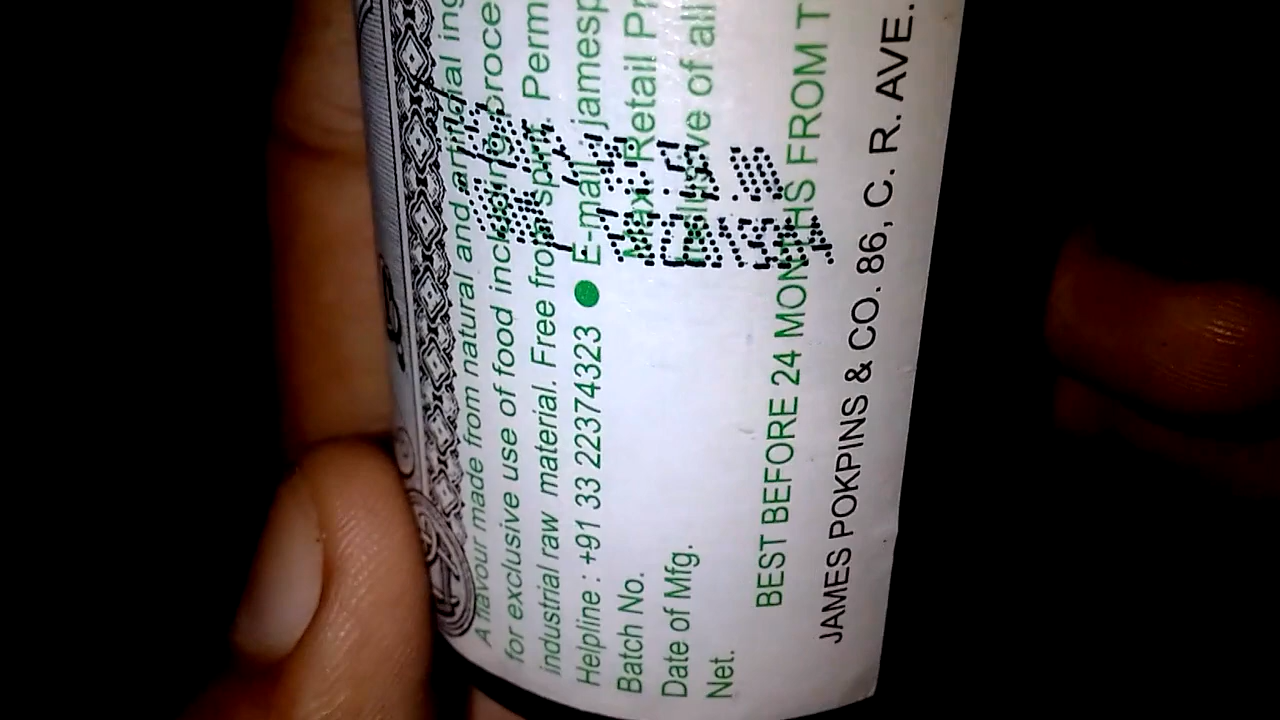 A flavour made from natural and artificial ing
for exclusive use of food including proce
industrial raw material. Free from spirit. Perm
Helpline : +91 33 22374323 ● E-mail : jamesp
Batch No. Max. Retail Pr
Date of Mfg. Inclusive of all
Net.
BEST BEFORE 24 MONTHS FROM T
JAMES POKPINS & CO. 86, C. R. AVE.